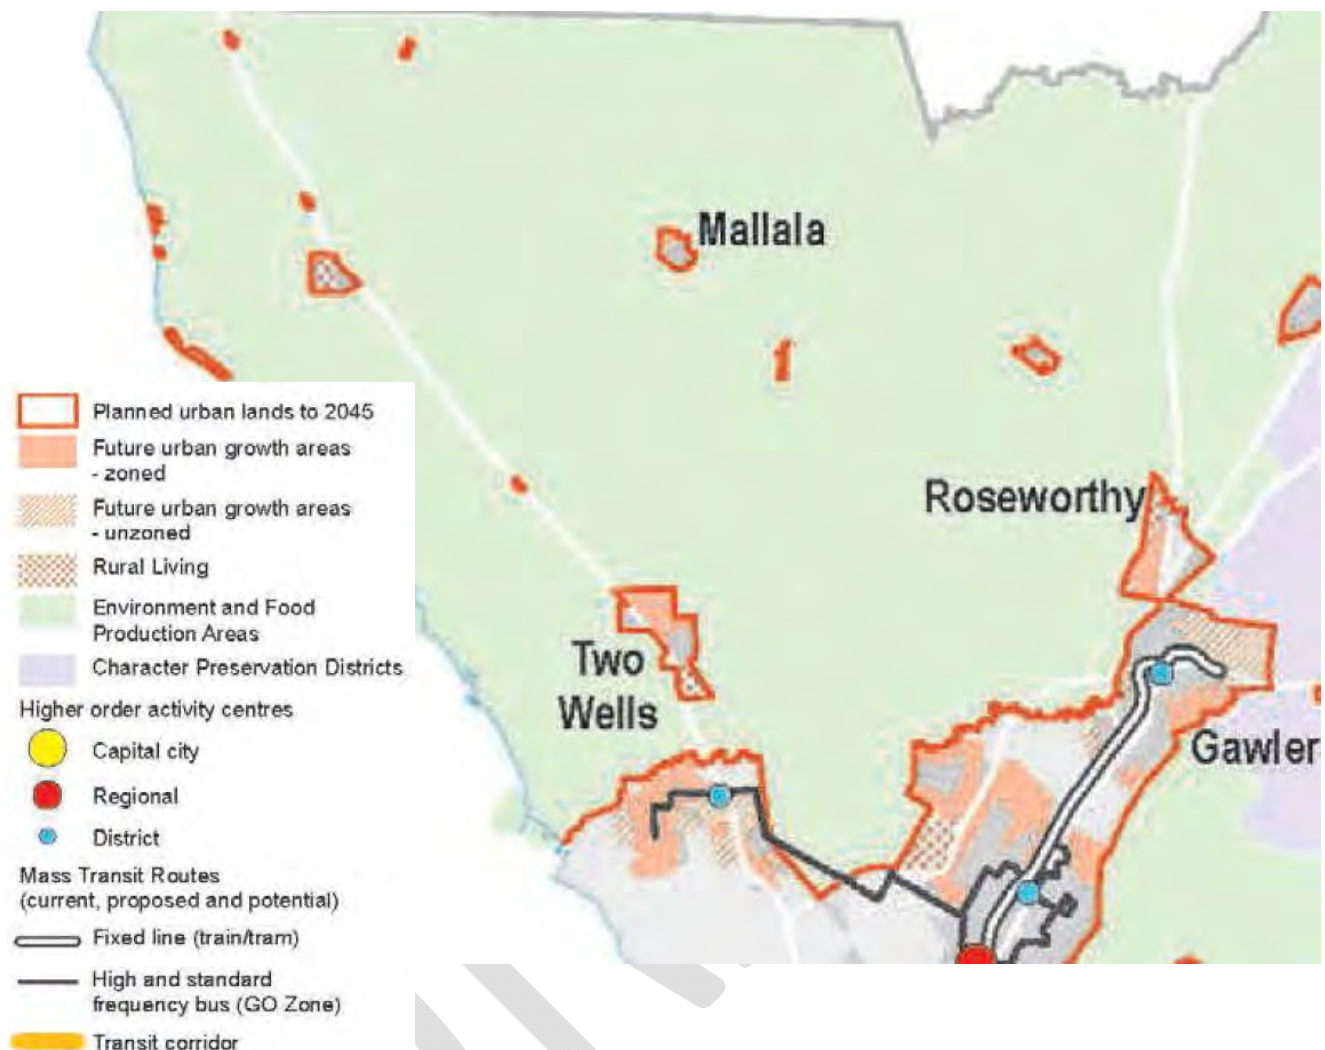 Mallala
Roseworthy
Two
Wells
Gawler
Planned urban lands to 2045
Future urban growth areas
- zoned
Future urban growth areas
- unzoned
Rural Living
Environment and Food
Production Areas
Character Preservation Districts
Higher order activity centres
Capital city
Regional
District
Mass Transit Routes
(current, proposed and potential)
Fixed line (train/tram)
High and standard
frequency bus (GO Zone)
Transit corridor